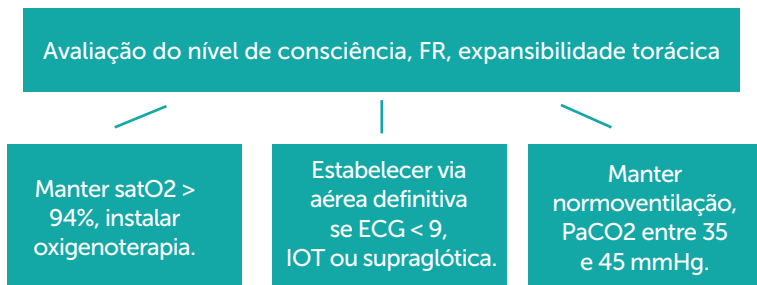 Avaliação do nível de consciência, FR, expansibilidade torácica
Manter satO2 >
94%, instalar
oxigenoterapia.
Estabelecer via
aérea definitiva
se ECG < 9,
IOT ou supraglótica.
Manter
normoventilação,
PaCO2 entre 35
e 45 mmHg.